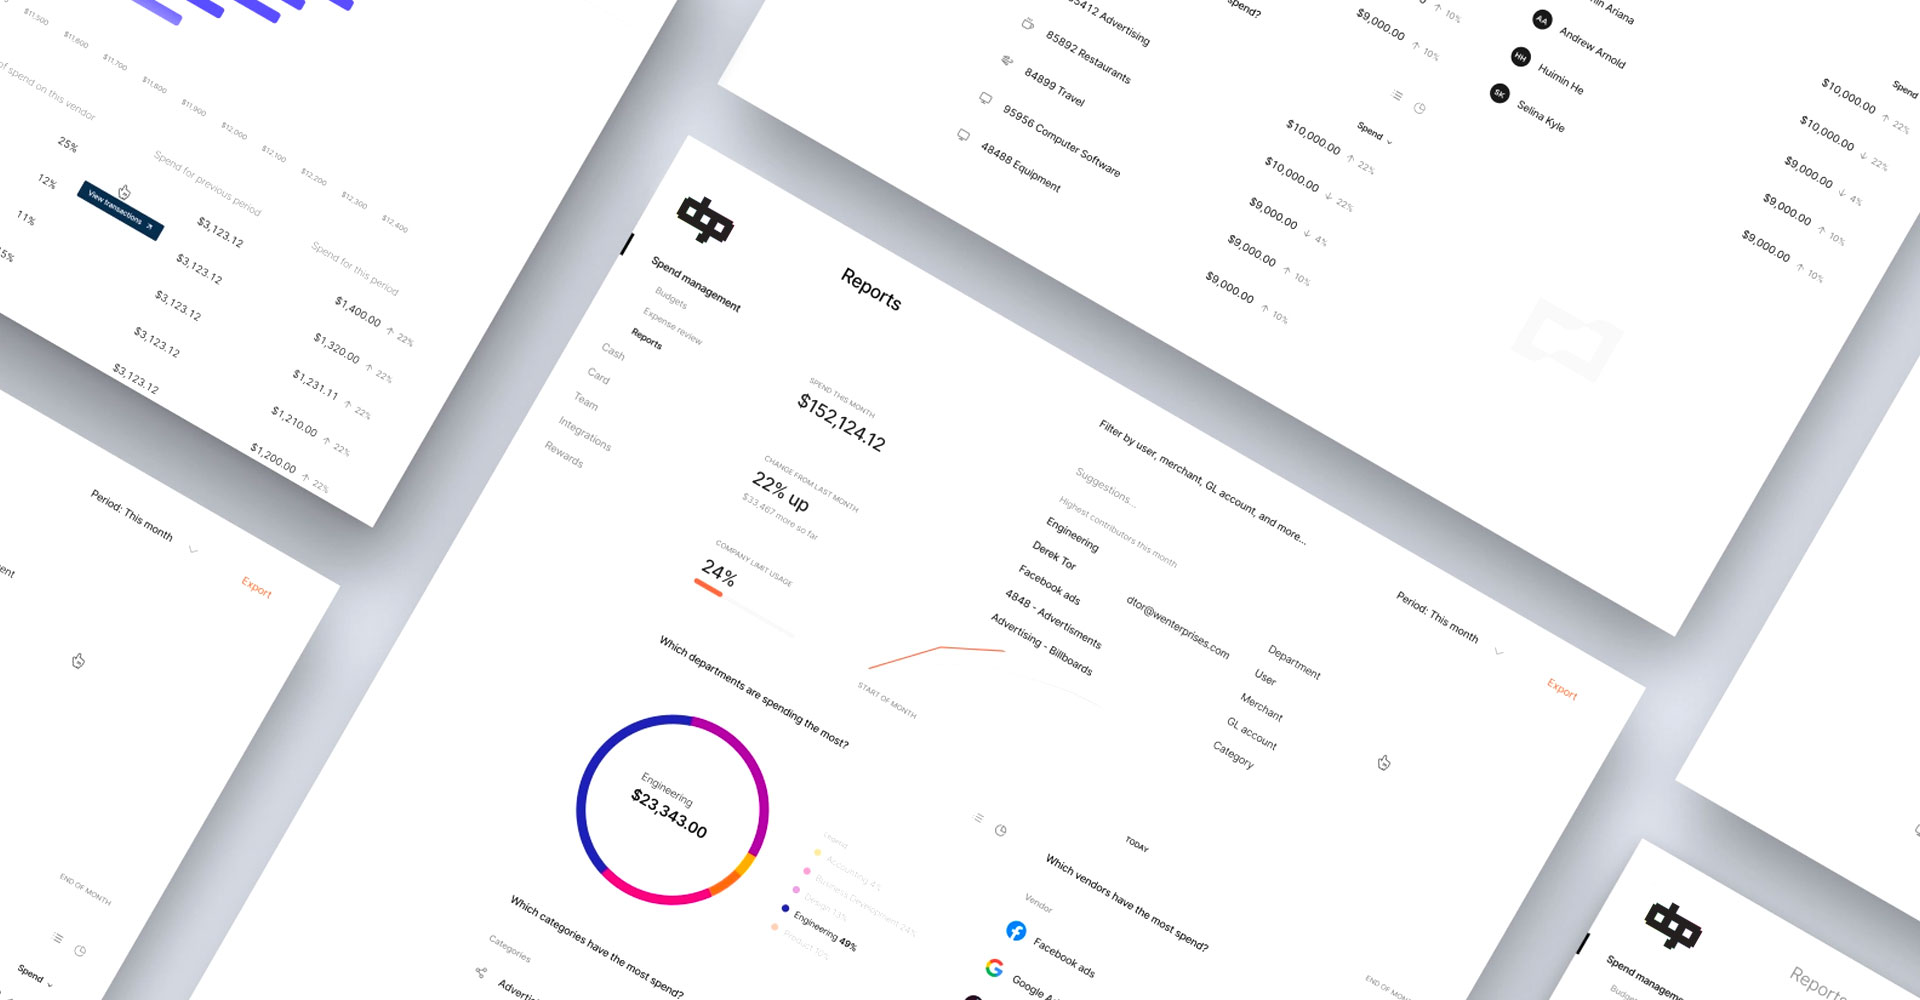 $11,500
$11,600
$11,700
$11,800
$11,900
$12,000
$12,100
$12,200
$12,300
$12,400
of spend on this vendor
Spend for previous period
Spend for this period
25%
12%
11%
View transactions
$3,123.12
$3,123.12
$3,123.12
$3,123.12
$3,123.12
$1,400.00 22%
$1,320.00 22%
$1,231.11 22%
$1,210.00 22%
$1,200.00 22%
Period: This month
Export
END OF MONTH
Spend
Advertising
85892 Restaurants
84899 Travel
95956 Computer Software
48488 Equipment
spend?
10%
$9,000.00 10%
Spend
$10,000.00 22%
$10,000.00 22%
$9,000.00 4%
$9,000.00 10%
$9,000.00 10%
Ariana
AA Andrew Arnold
HH Huimin He
SK Selina Kyle
Spend
$10,000.00 22%
$10,000.00 22%
$9,000.00 4%
$9,000.00 10%
$9,000.00 10%
Spend management
Budgets
Expense review
Reports
Cash
Card
Team
Integrations
Rewards
Reports
SPEND THIS MONTH
$152,124.12
CHANGE FROM LAST MONTH
22% up
$33,467 more so far
COMPANY LIMIT USAGE
24%
Filter by user, merchant, GL account, and more...
Suggestions...
Highest contributors this month
Engineering
Derek Tor
dtor@wenterprises.com
Facebook ads
4848 - Advertisments
Advertising - Billboards
Department
User
Merchant
GL account
Category
Period: This month
Export
START OF MONTH
TODAY
END OF MONTH
Which departments are spending the most?
Engineering
$23,343.00
Legend
Accounting 4%
Business Development 24%
Design 13%
Engineering 49%
Product 10%
Which categories have the most spend?
Categories
Which vendors have the most spend?
Vendor
Facebook ads
Google
Spend
Reports